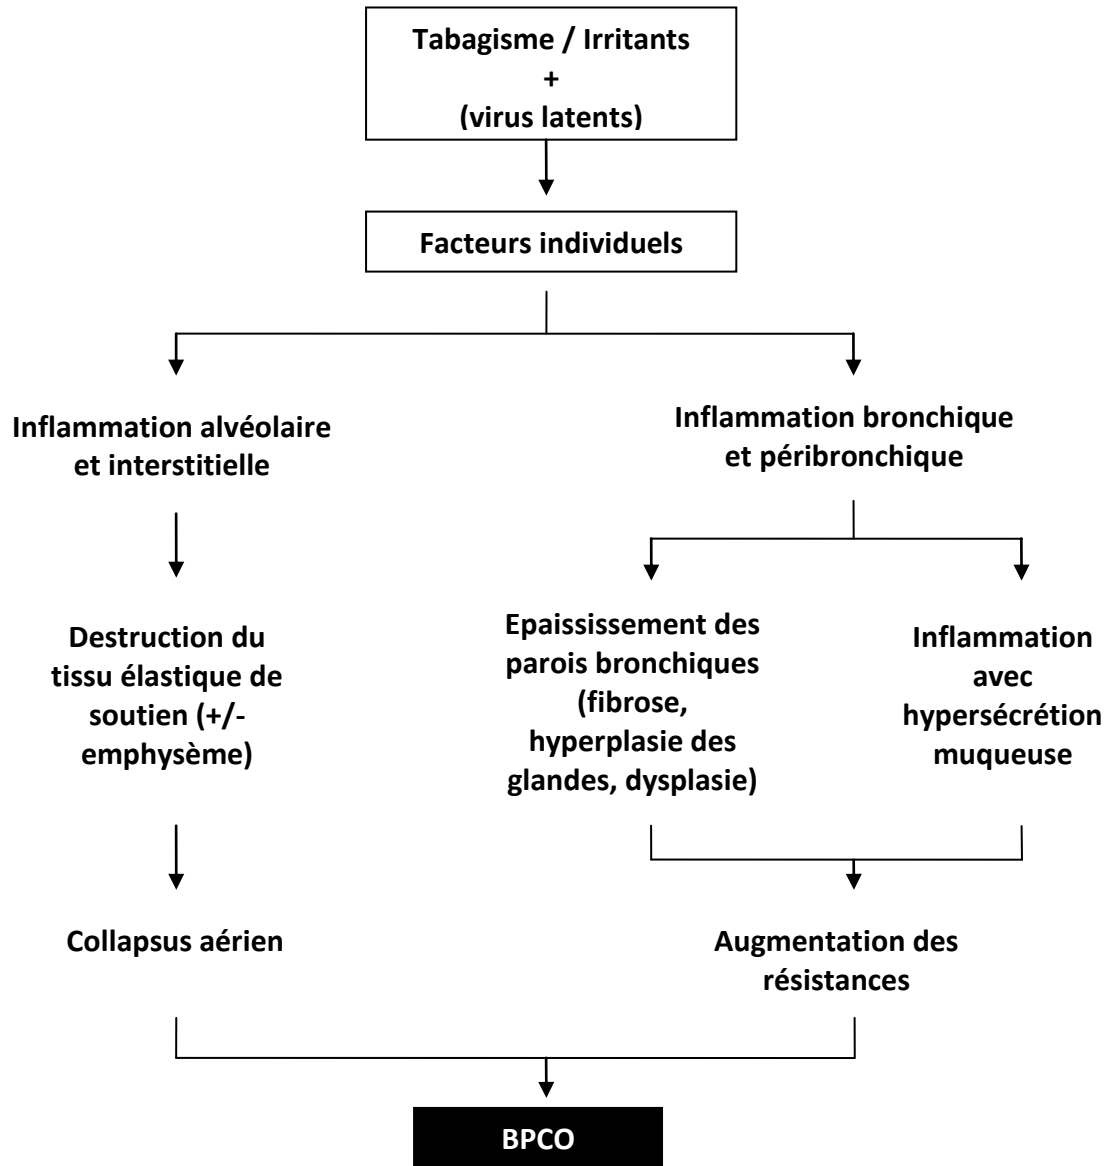 Tabagisme / Irritants
+
(virus latents)
Facteurs individuels
Inflammation alvéolaire
et interstitielle
Inflammation bronchique
et péribronchique
Destruction du
tissu élastique de
soutien (+/-
emphysème)
Epaississement des
parois bronchiques
(fibrose,
hyperplasie des
glandes, dysplasie)
Inflammation
avec
hypersécrétion
muqueuse
Collapsus aérien
Augmentation des
résistances
BPCO